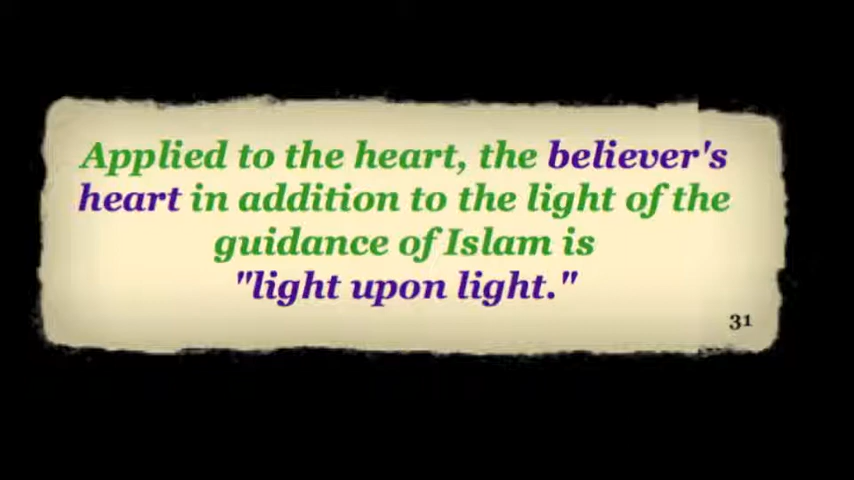 Applied to the heart, the believer's
heart in addition to the light of the
guidance of Islam is
"light upon light."
31